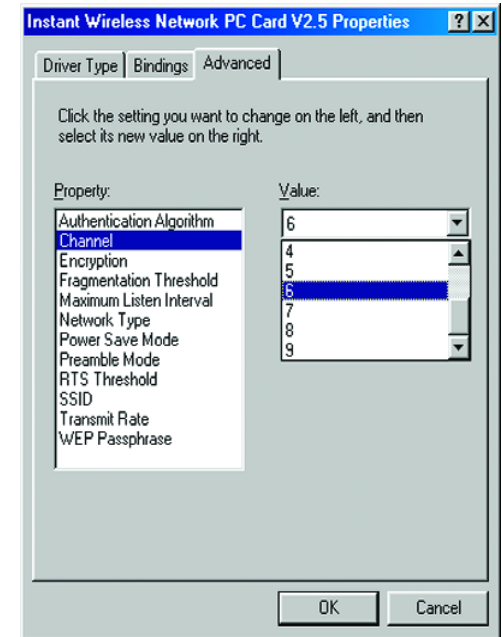 Instant Wireless Network PC Card V2.5 Properties
Driver Type Bindings Advanced
Click the setting you want to change on the left, and then
select its new value on the right.
Property:
Authentication Algorithm
Channel
Encryption
Fragmentation Threshold
Maximum Listen Interval
Network Type
Power Save Mode
Preamble Mode
RTS Threshold
SSID
Transmit Rate
WEP Passphrase
Value:
6
4
5
6
7
8
9
OK Cancel